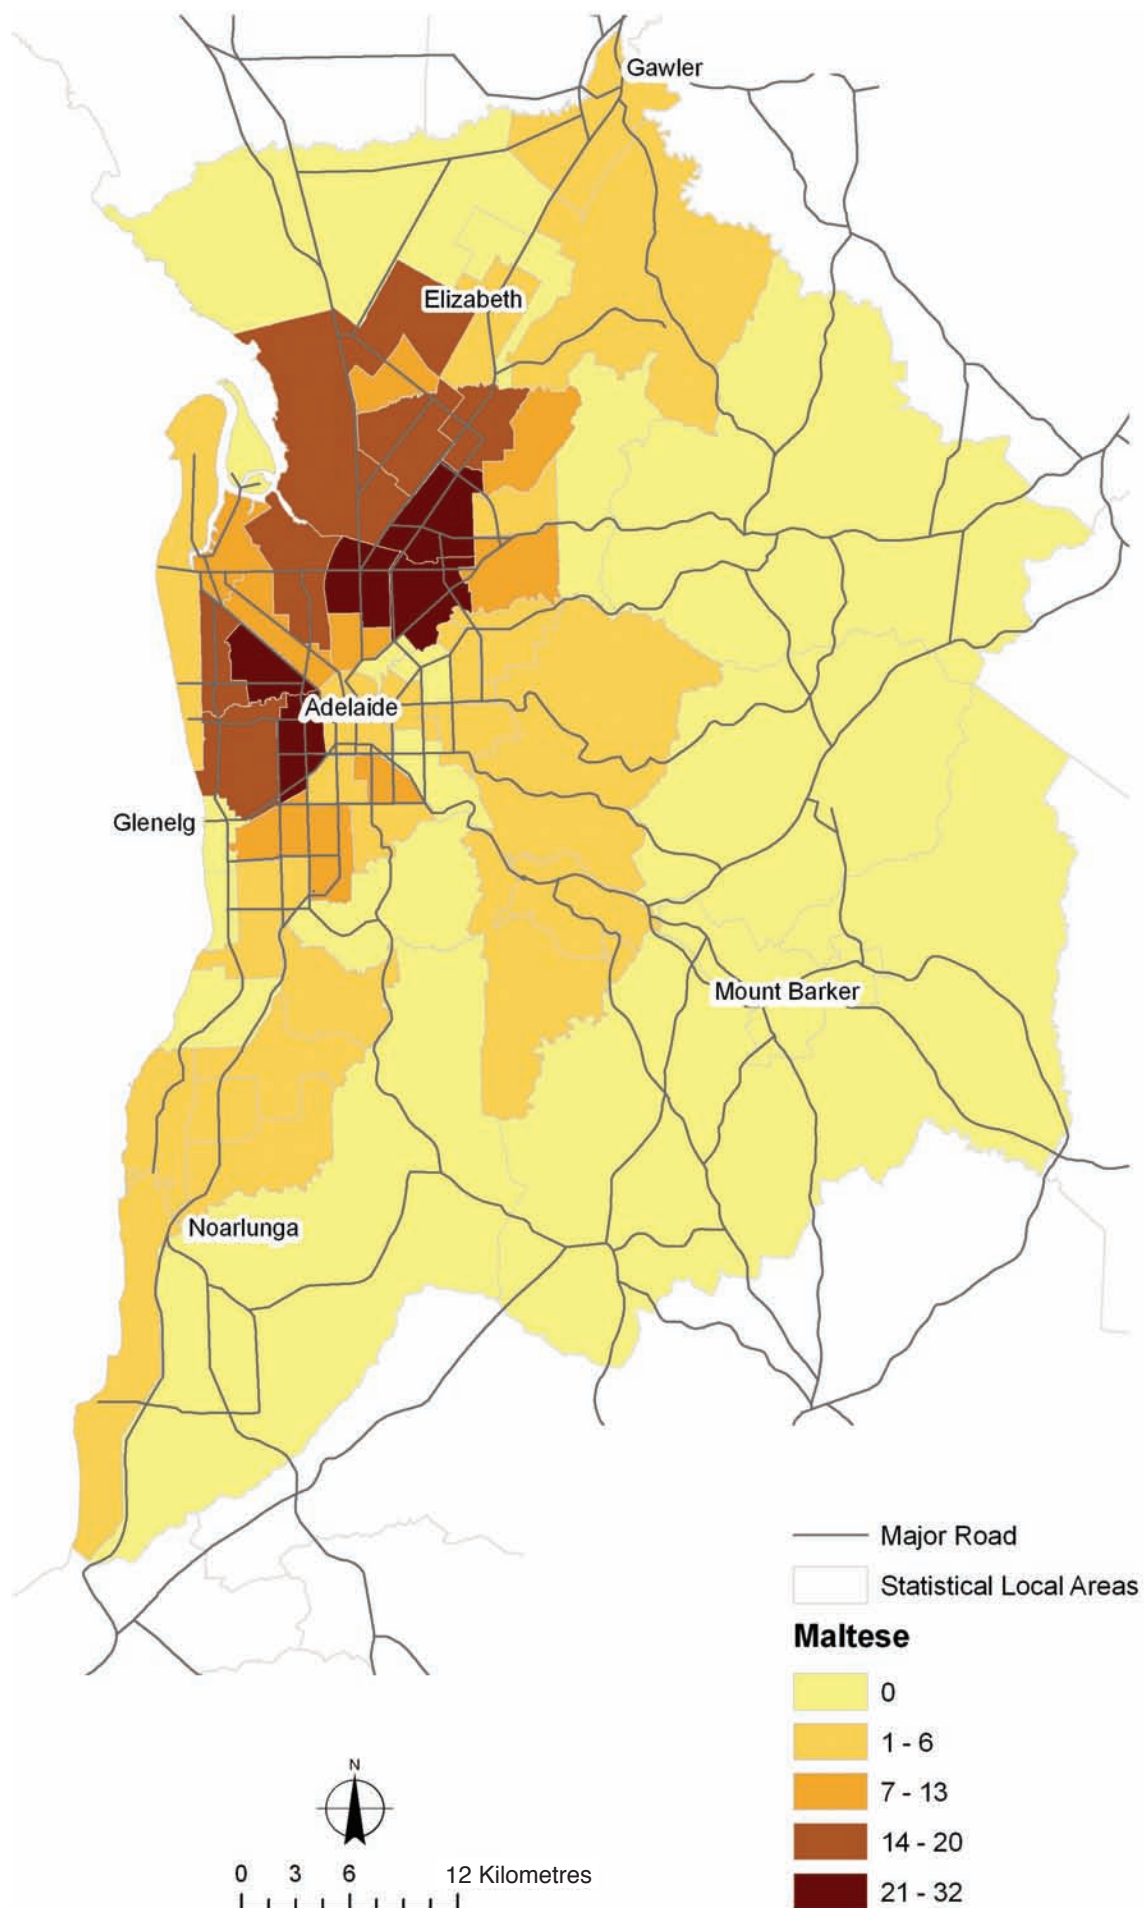 Gawler
Elizabeth
Adelaide
Glenelg
Mount Barker
Noarlunga
Major Road
Statistical Local Areas
Maltese
0
1 - 6
7 - 13
14 - 20
21 - 32
N
0 3 6 12 Kilometres